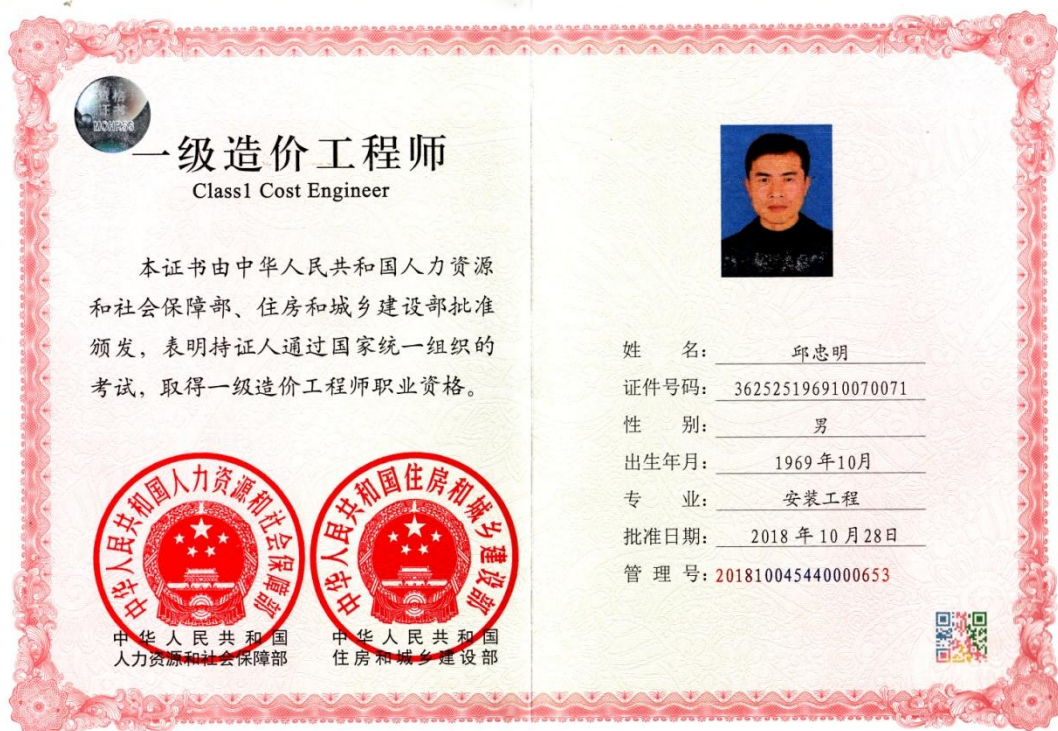 资格
证书
MOHRSS
一级造价工程师
Class1 Cost Engineer
本证书由中华人民共和国人力资源
和社会保障部、住房和城乡建设部批准
颁发，表明持证人通过国家统一组织的
考试，取得一级造价工程师职业资格。
中华人民共和国人力资源和社会保障部
中华人民共和国
人力资源和社会保障部
中华人民共和国住房和城乡建设部
中华人民共和国
住房和城乡建设部
姓 名：邱忠明
证件号码：362525196910070071
性 别：男
出生年月：1969年10月
专 业：安装工程
批准日期：2018年10月28日
管 理 号：201810045440000653